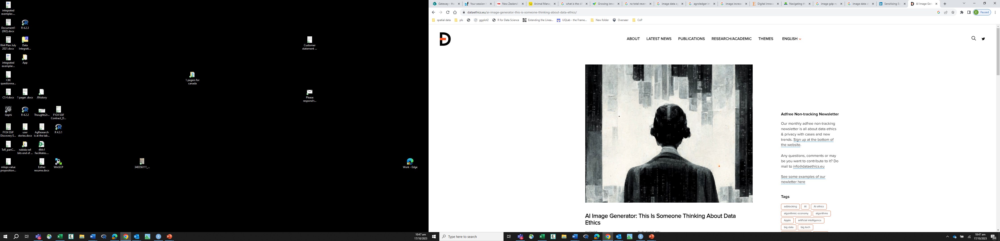 integrated
exemplar....
Document1
(002).docx
R 4.2.3
RA4 Plan July
2021.docx
Data
Integrati...
integrated
exemplar...
App
CBE
questionna...
CS 4.docx
1 pager .docx
.Rhistory
Gephi
R 4.2.2
Thoughts2r...
FY24 SSIF
Contract_D...
FY24 SSIF
Discovery E...
user
stories.docx
AgResearch
is at the tab...
R 4.3.1
ToR_panC...
nzbida ra4
bits end of ...
4Mv1
facilitates....
mlops value
proposition...
Esther
resume.docx
WinSCP
1 pagers for
canada
348356111_...
Customer
statement ...
Please
respond t...
Work - Edge
10:47 am
17/10/2023
Gateway - Ho
Your session
New Zealand'
Animal Mana
what is the di
Growing inno
nz total reven
image data a
agroledger im
image increa
Digital innova
Navigating th
image gdp n
image data c
Sensitizing E
AI Image Gen
dataethics.eu/ai-image-generator-this-is-someone-thinking-about-data-ethics/
E Paused
spatial data
pls
ggplot2
R for Data Science
Extending the Linea...
UQLab - the Frame...
New folder
Overseer
CoP
ABOUT
LATEST NEWS
PUBLICATIONS
RESEARCH/ACADEMIC
THEMES
ENGLISH
Adfree Non-tracking Newsletter
Our monthly adfree non-tracking
newsletter is all about data ethics
& privacy with cases and new
trends. Sign up at the bottom of
the website.
Any questions, comments or may
be you want to contribute to it? Do
mail to info@dataethics.eu
See some examples of our
newletter here
Tags
adblocking
AI
AI ethics
algorithmic economy
algorithms
Apple
artificial intelligence
big data
big tech
AI Image Generator: This Is Someone Thinking About Data
Ethics
Type here to search
10:47 am
17/10/2023
24